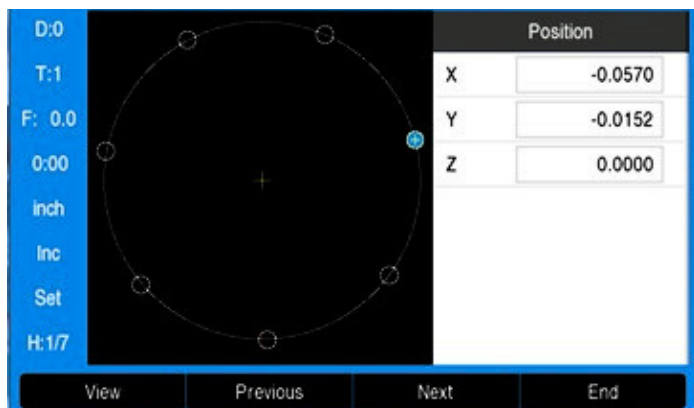 D:0
T:1
F: 0.0
0:00
inch
Inc
Set
H:1/7
Position
X -0.0570
Y -0.0152
Z 0.0000
View Previous Next End